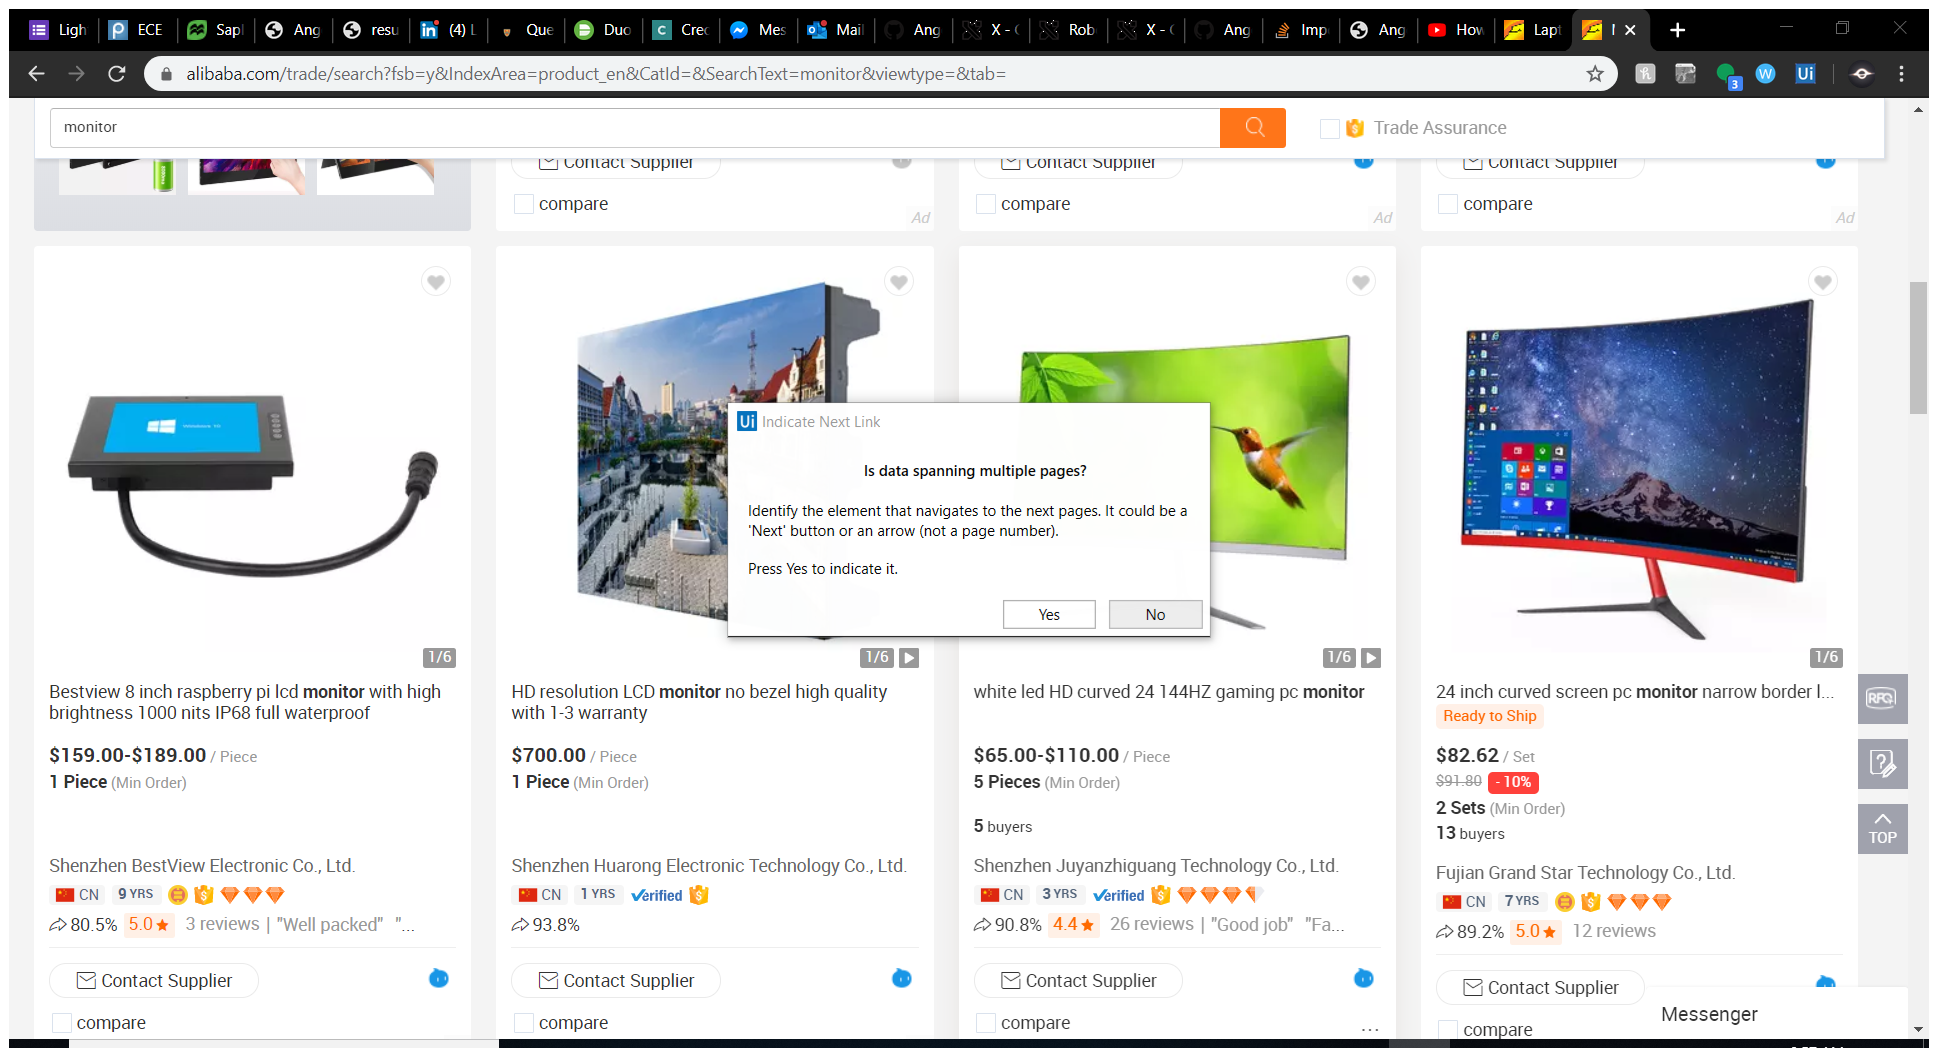 Ligh
ECE
Sapl
Ang
resu
(4) L
Que
Duo
Crec
Mes
Mail
Ang
X - (
Rob
X - (
Ang
Imp
Ang
How
Lapt
alibaba.com/trade/search?fsb=y&IndexArea=product_en&CatId=&SearchText=monitor&viewtype=&tab=
3
W
Ui
monitor
Trade Assurance
Contact Supplier
Contact Supplier
Contact Supplier
compare
compare
compare
Ad
Ad
Ad
Ui Indicate Next Link
Is data spanning multiple pages?
Identify the element that navigates to the next pages. It could be a
'Next' button or an arrow (not a page number).
Press Yes to indicate it.
Yes
No
1/6
1/6
1/6
1/6
Bestview 8 inch raspberry pi lcd monitor with high
brightness 1000 nits IP68 full waterproof
$159.00-$189.00 / Piece
1 Piece (Min Order)
Shenzhen BestView Electronic Co., Ltd.
CN 9 YRS
80.5% 5.0 3 reviews | "Well packed" "...
Contact Supplier
compare
HD resolution LCD monitor no bezel high quality
with 1-3 warranty
$700.00 / Piece
1 Piece (Min Order)
Shenzhen Huarong Electronic Technology Co., Ltd.
CN 1 YRS Verified
93.8%
Contact Supplier
compare
white led HD curved 24 144HZ gaming pc monitor
$65.00-$110.00 / Piece
5 Pieces (Min Order)
5 buyers
Shenzhen Juyanzhiguang Technology Co., Ltd.
CN 3 YRS Verified
90.8% 4.4 26 reviews | "Good job" "Fa...
Contact Supplier
compare
...
24 inch curved screen pc monitor narrow border l...
Ready to Ship
$82.62 / Set
$91.80 - 10%
2 Sets (Min Order)
13 buyers
Fujian Grand Star Technology Co., Ltd.
CN 7 YRS
89.2% 5.0 12 reviews
Contact Supplier
compare
RFQ
TOP
Messenger